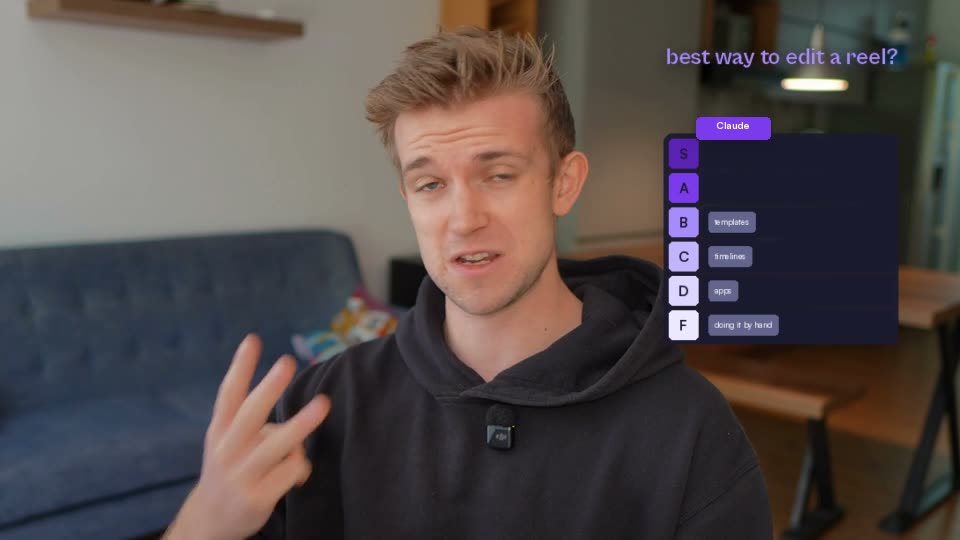 best way to edit a reel?
Claude
S
A
B templates
C timelines
D apps
F doing it by hand